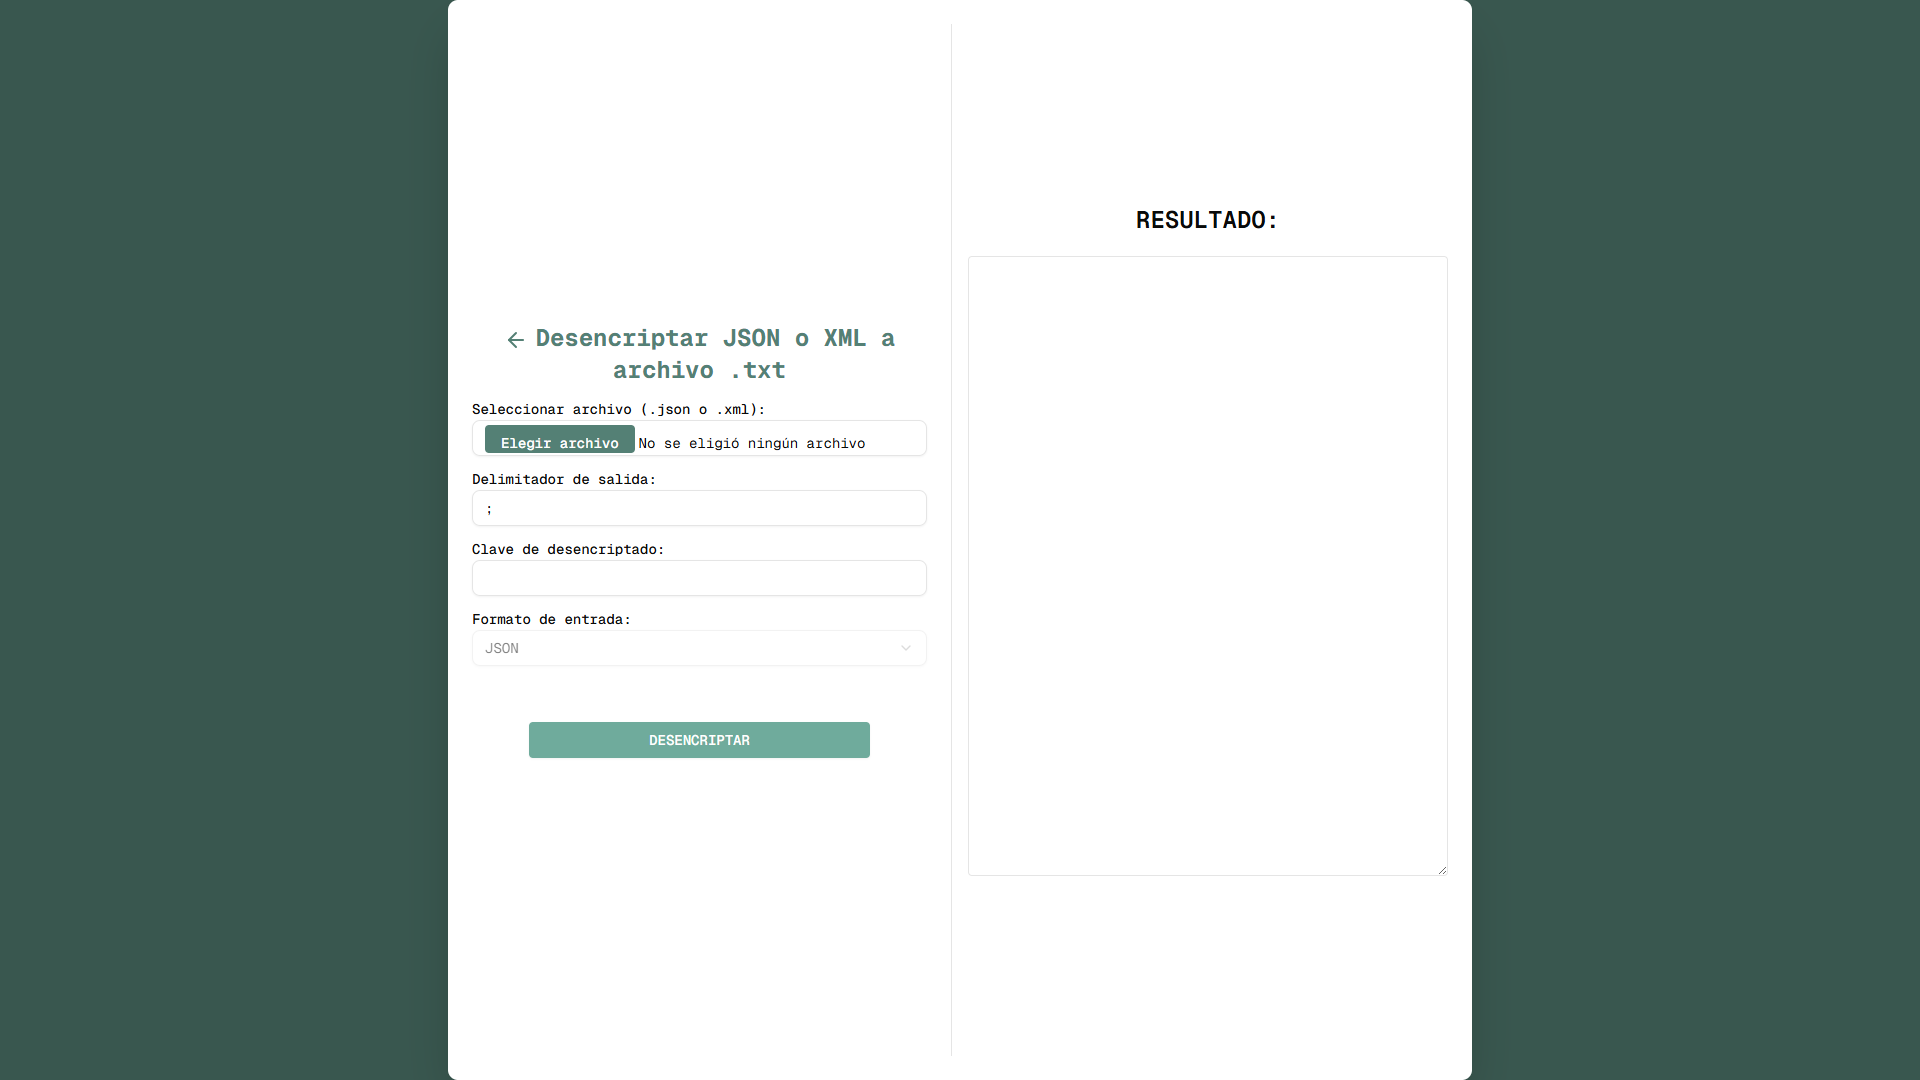 Desencriptar JSON o XML a
archivo .txt
Seleccionar archivo (.json o .xml):
Elegir archivo No se eligió ningún archivo
Delimitador de salida:
;
Clave de desencriptado:
Formato de entrada:
JSON
DESENCRIPTAR
RESULTADO: